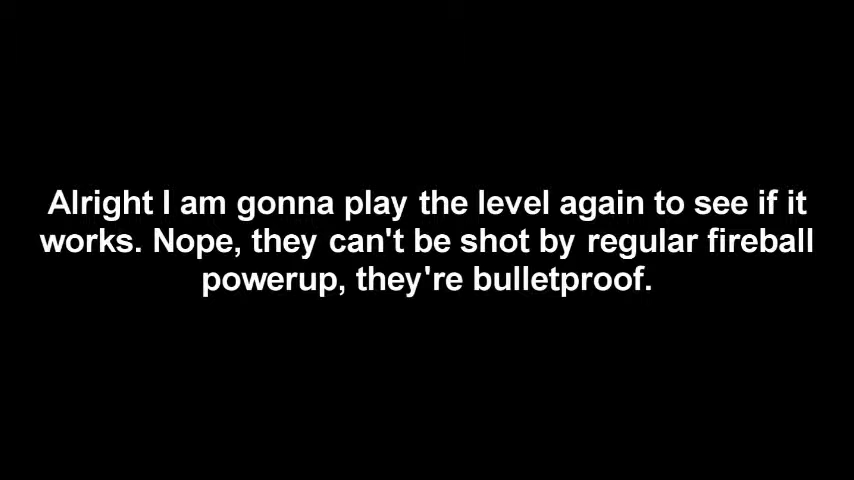 Alright I am gonna play the level again to see if it
works. Nope, they can't be shot by regular fireball
powerup, they're bulletproof.